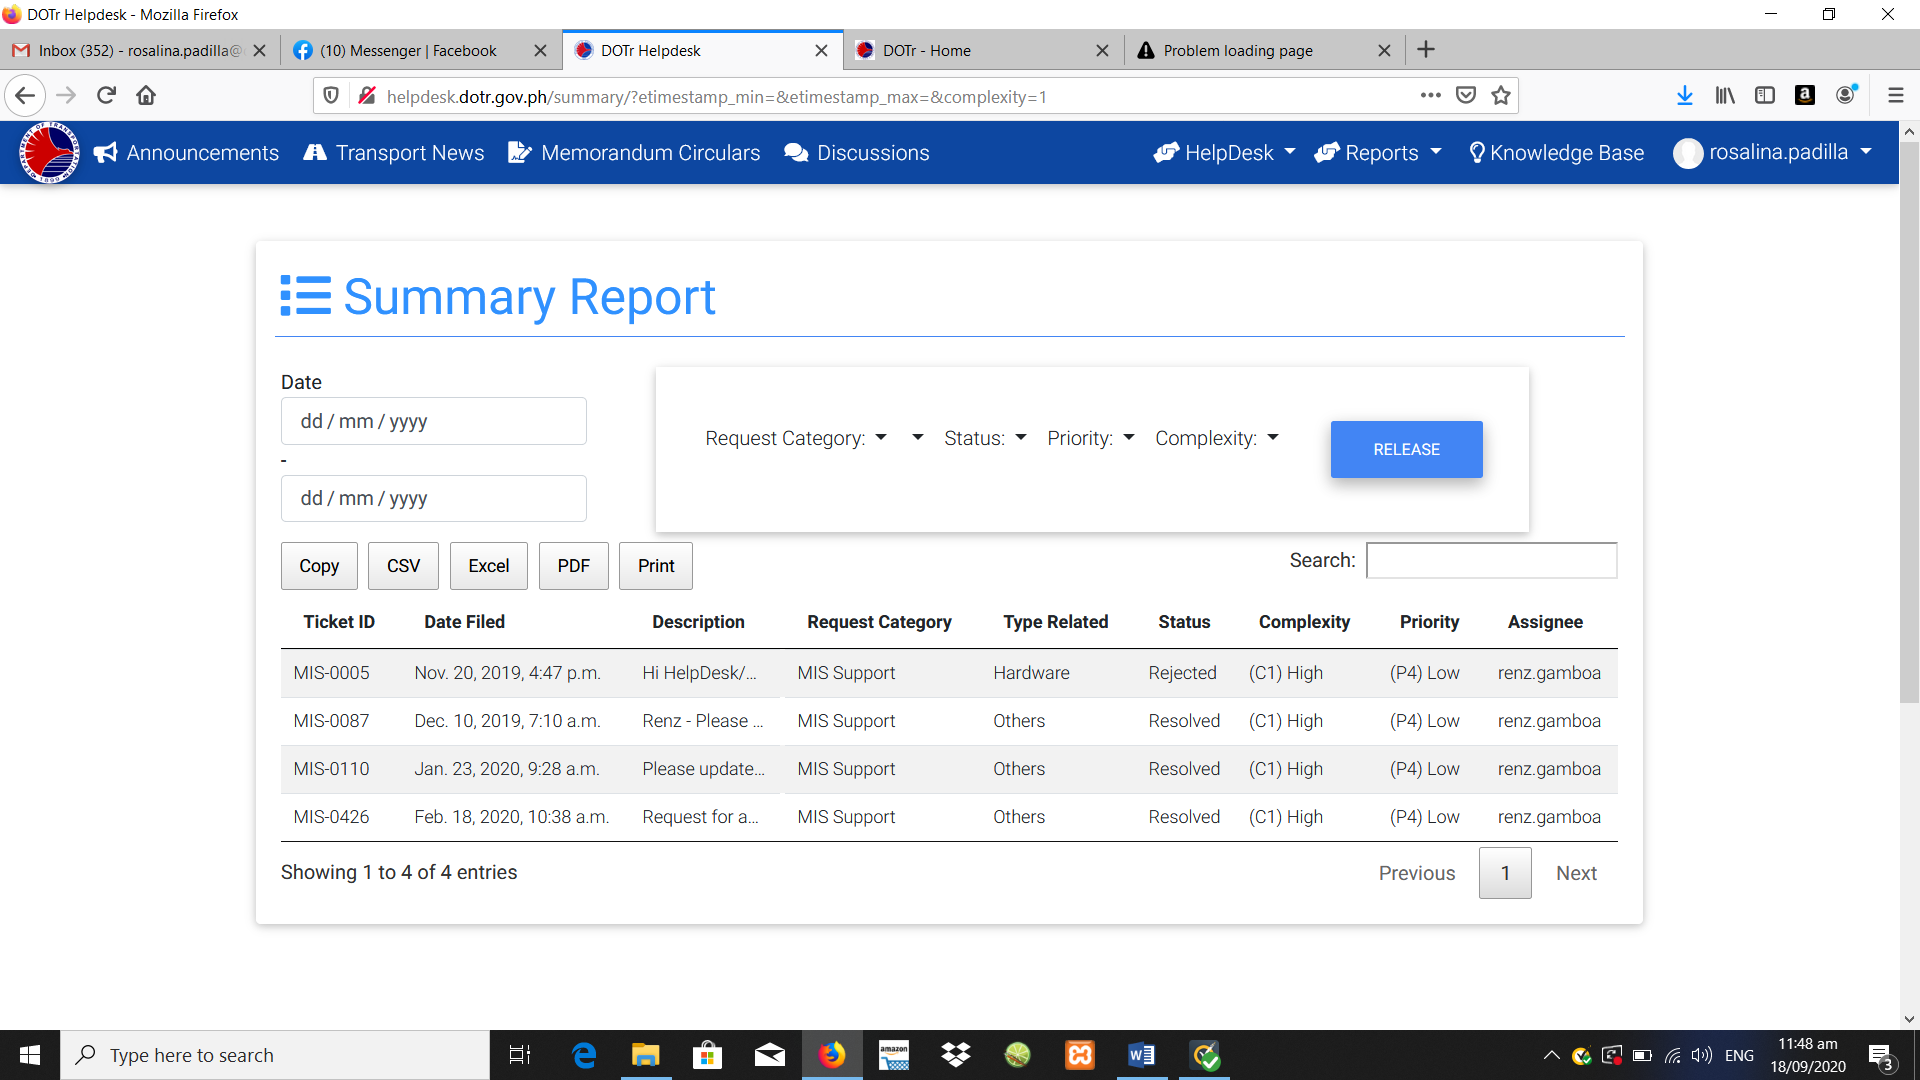 DOTr Helpdesk - Mozilla Firefox
Inbox (352) - rosalina.padilla@
(10) Messenger | Facebook
DOTr Helpdesk
DOTr - Home
Problem loading page
helpdesk.dotr.gov.ph/summary/?etimestamp_min=&etimestamp_max=&complexity=1
Announcements Transport News Memorandum Circulars Discussions HelpDesk Reports Knowledge Base rosalina.padilla
Summary Report
Date
dd / mm / yyyy
-
dd / mm / yyyy
Request Category: Status: Priority: Complexity: RELEASE
Copy CSV Excel PDF Print Search:
Ticket ID Date Filed Description Request Category Type Related Status Complexity Priority Assignee
MIS-0005 Nov. 20, 2019, 4:47 p.m. Hi HelpDesk/... MIS Support Hardware Rejected (C1) High (P4) Low renz.gamboa
MIS-0087 Dec. 10, 2019, 7:10 a.m. Renz - Please ... MIS Support Others Resolved (C1) High (P4) Low renz.gamboa
MIS-0110 Jan. 23, 2020, 9:28 a.m. Please update... MIS Support Others Resolved (C1) High (P4) Low renz.gamboa
MIS-0426 Feb. 18, 2020, 10:38 a.m. Request for a... MIS Support Others Resolved (C1) High (P4) Low renz.gamboa
Showing 1 to 4 of 4 entries Previous 1 Next
Type here to search
amazon
ENG
11:48 am
18/09/2020
3